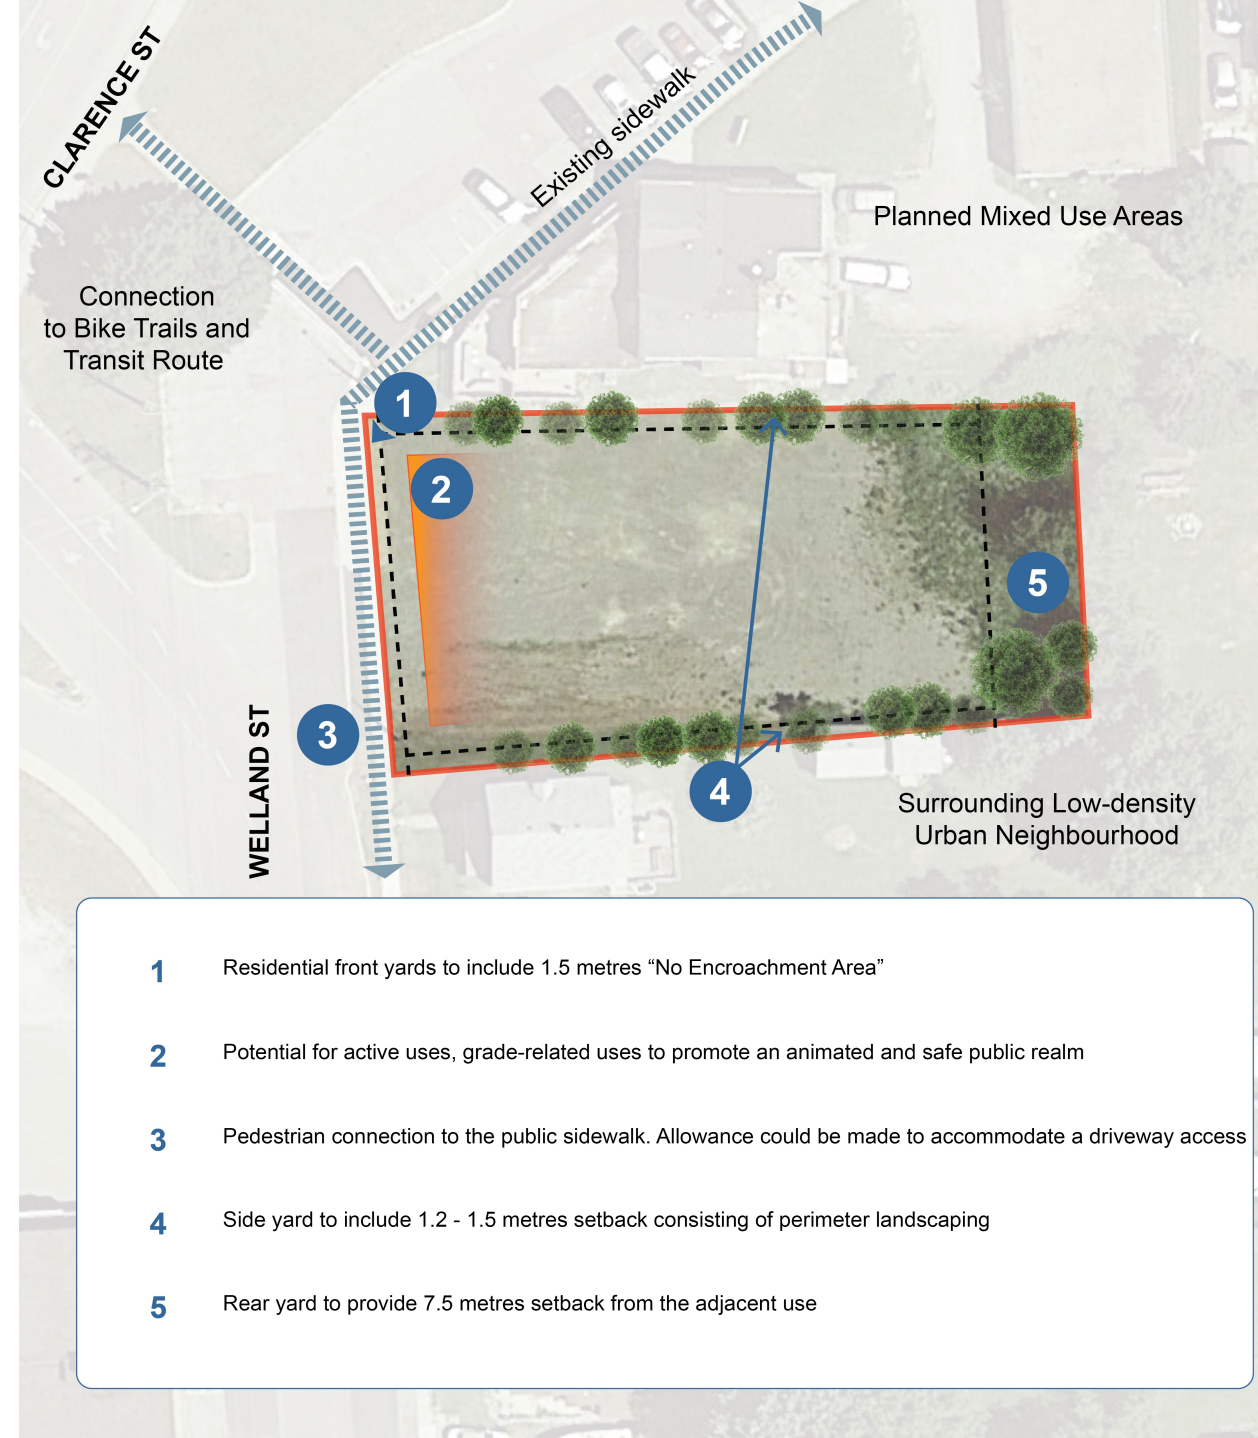 CLARENCE ST
Existing sidewalk
Planned Mixed Use Areas
Connection
to Bike Trails and
Transit Route
1
2
5
3
WELLAND ST
4
Surrounding Low-density
Urban Neighbourhood
1 Residential front yards to include 1.5 metres “No Encroachment Area”
2 Potential for active uses, grade-related uses to promote an animated and safe public realm
3 Pedestrian connection to the public sidewalk. Allowance could be made to accommodate a driveway access
4 Side yard to include 1.2 - 1.5 metres setback consisting of perimeter landscaping
5 Rear yard to provide 7.5 metres setback from the adjacent use